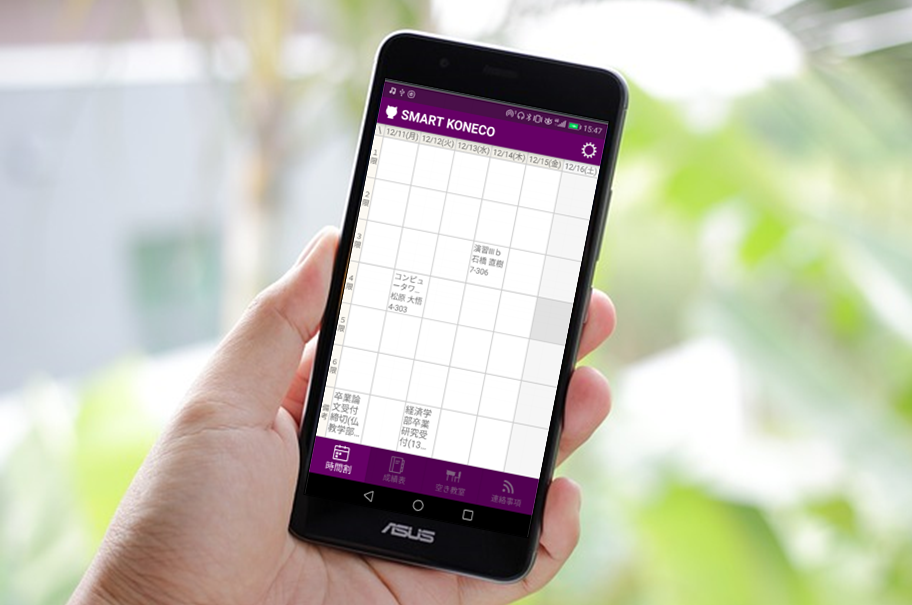 15:47
SMART KONECO
12/11(月) 12/12(火) 12/13(水) 12/14(木) 12/15(金) 12/16(土)
1
限
2
限
3
限
演習Ⅲb
石橋 直樹
7-306
4
限
コンピュ
ータワ...
松原 大悟
4-303
5
限
6
限
備
考
卒業論
文受付
締切(仏
教学部...
経済学
部卒業
研究受
付(13...
時間割
成績表
空き教室
連絡事項
ASUS